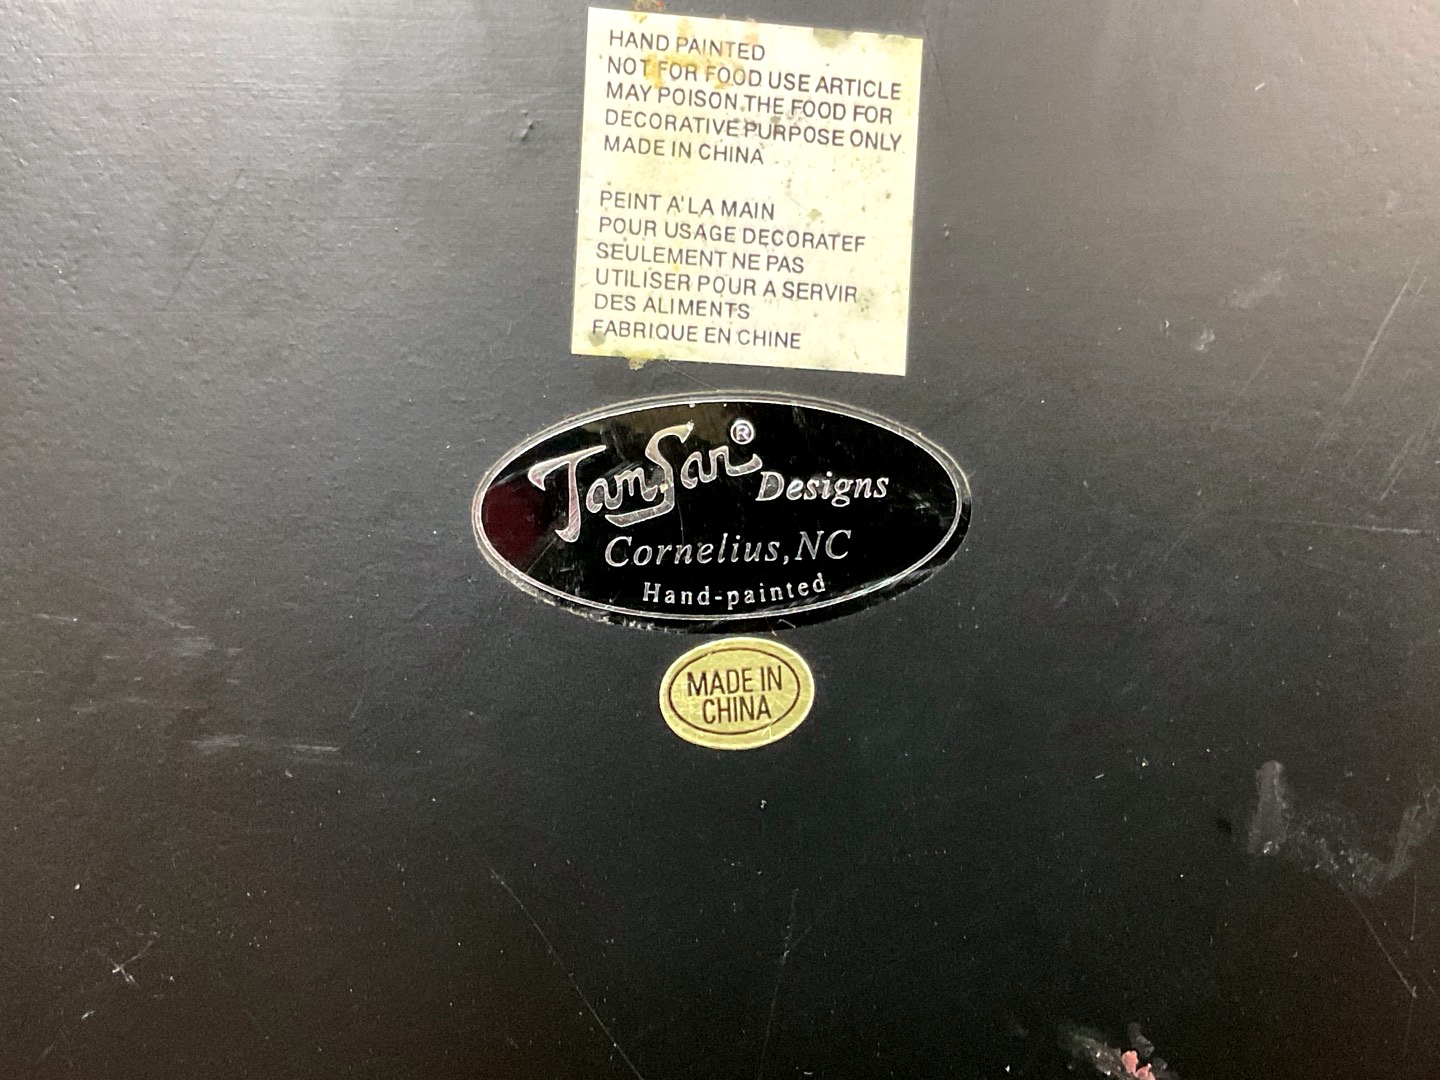 HAND PAINTED
NOT FOR FOOD USE ARTICLE
MAY POISON THE FOOD FOR
DECORATIVE PURPOSE ONLY
MADE IN CHINA
PEINT A' LA MAIN
POUR USAGE DECORATEF
SEULEMENT NE PAS
UTILISER POUR A SERVIR
DES ALIMENTS
FABRIQUE EN CHINE
TamSan® Designs
Cornelius, NC
Hand-painted
MADE IN
CHINA